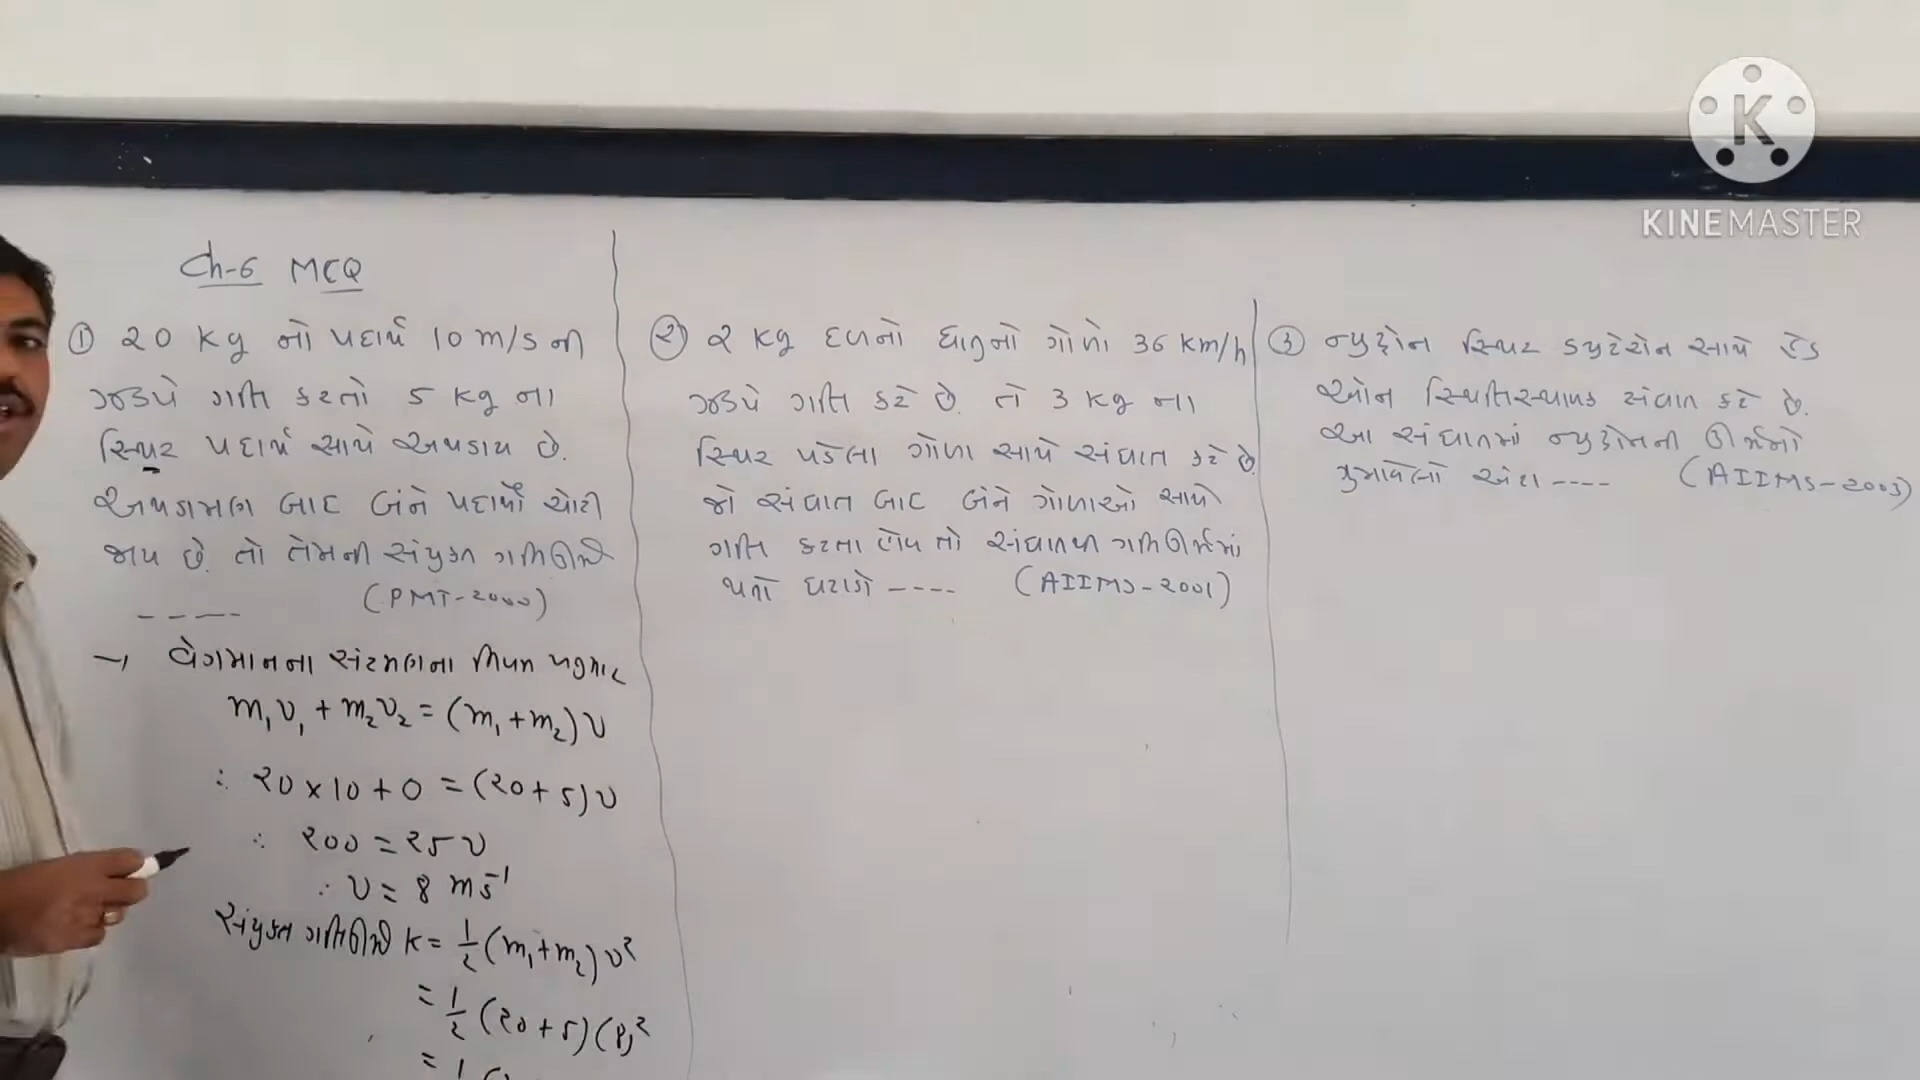 KINEMASTER
Ch-6 MCQ
① 20 kg નો પદાર્થ 10 m/s ની
ઝડપે ગતિ કરતો 5 kg ના
સ્થિર પદાર્થ સાથે અથડાય છે.
અથડામણ બાદ બંને પદાર્થો ચોટી
જાય છે. તો તેમની સંયુક્ત ગતિઊર્જા
---- (PMT-2000)
→ વેગમાનના સંરક્ષણના નિયમ
m₁v₁ + m₂v₂ = (m₁ + m₂) v
∴ 20 × 10 + 0 = (20 + 5) v
∴ 200 = 25 v
∴ v = 8 ms⁻¹
સંયુક્ત ગતિઊર્જા K = 1/2 (m₁ + m₂) v²
= 1/2 (20 + 5) (8)²
= 1
② 2 kg દળનો ધાતુનો ગોળો 36 km/h
ઝડપે ગતિ કરે છે. તે 3 kg ના
સ્થિર પડેલા ગોળા સાથે સંઘાત કરે છે.
જો સંઘાત બાદ બંને ગોળાઓ સાથે
ગતિ કરતા હોય તો સંઘાતથી ગતિઊર્જામાં
થતો ઘટાડો ---- (AIIMS-2001)
③ ન્યુટ્રોન સ્થિર ડ્યુટેરોન સાથે હેડ
ઓન સ્થિતિસ્થાપક સંઘાત કરે છે.
આ સંઘાતમાં ન્યુટ્રોનની ઊર્જાનો
ગુમાવેલો અંશ ---- (AIIMS-2003)